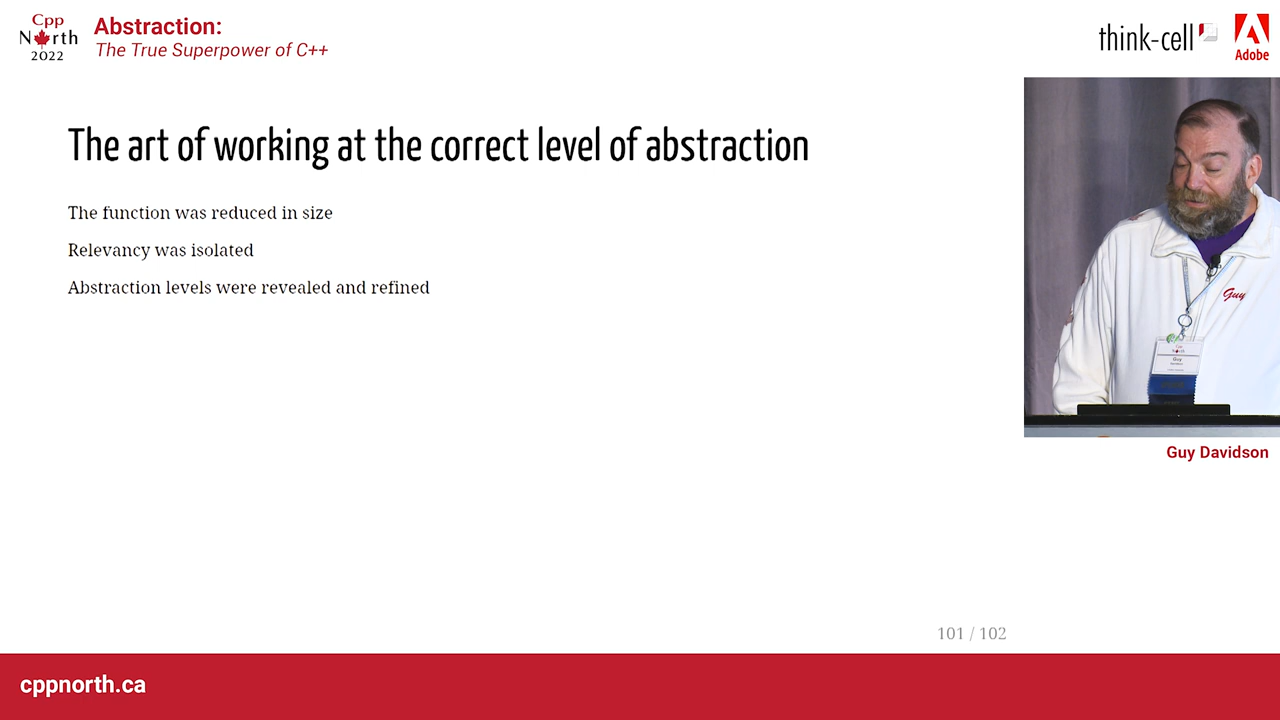 Cpp
North
2022
Abstraction:
The True Superpower of C++
think-cell
Adobe
The art of working at the correct level of abstraction
The function was reduced in size
Relevancy was isolated
Abstraction levels were revealed and refined
Guy
Guy
Guy Davidson
101 / 102
cppnorth.ca